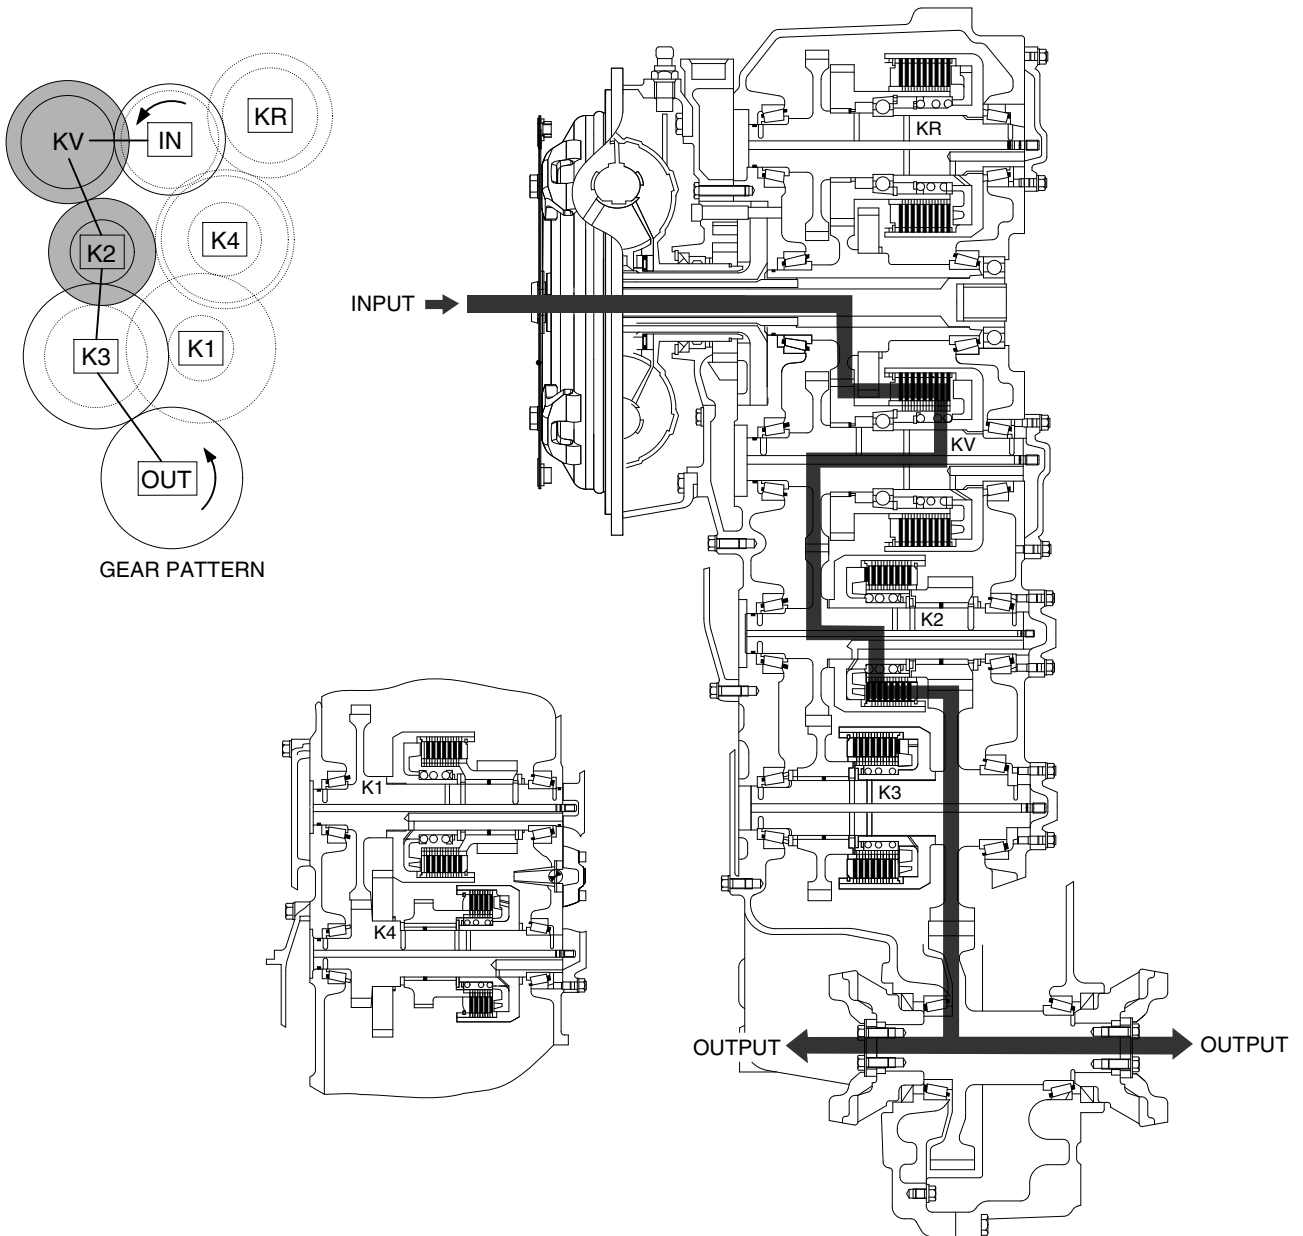 KV
IN
KR
K2
K4
K3
K1
OUT
GEAR PATTERN
INPUT
KR
KV
K2
K3
K1
K4
OUTPUT
OUTPUT